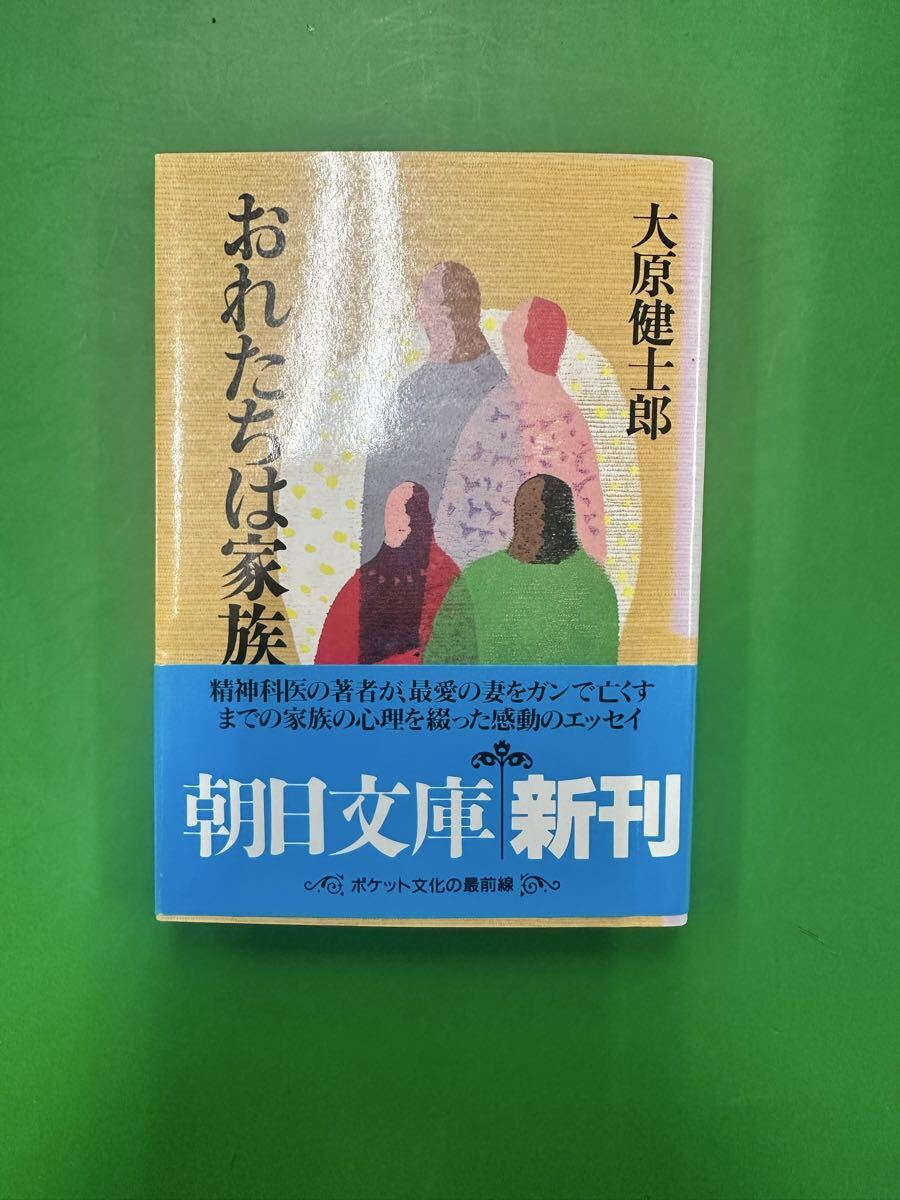 大原健士郎
おれたちは家族
精神科医の著者が、最愛の妻をガンで亡くす
までの家族の心理を綴った感動のエッセイ
朝日文庫 新刊
ポケット文化の最前線